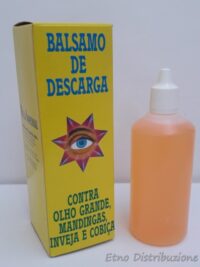 BALSAMO
DE
DESCARGA
CONTRA
OLHO GRANDE,
MANDINGAS,
INVEJA E COBIÇA
Etno Distribuzione